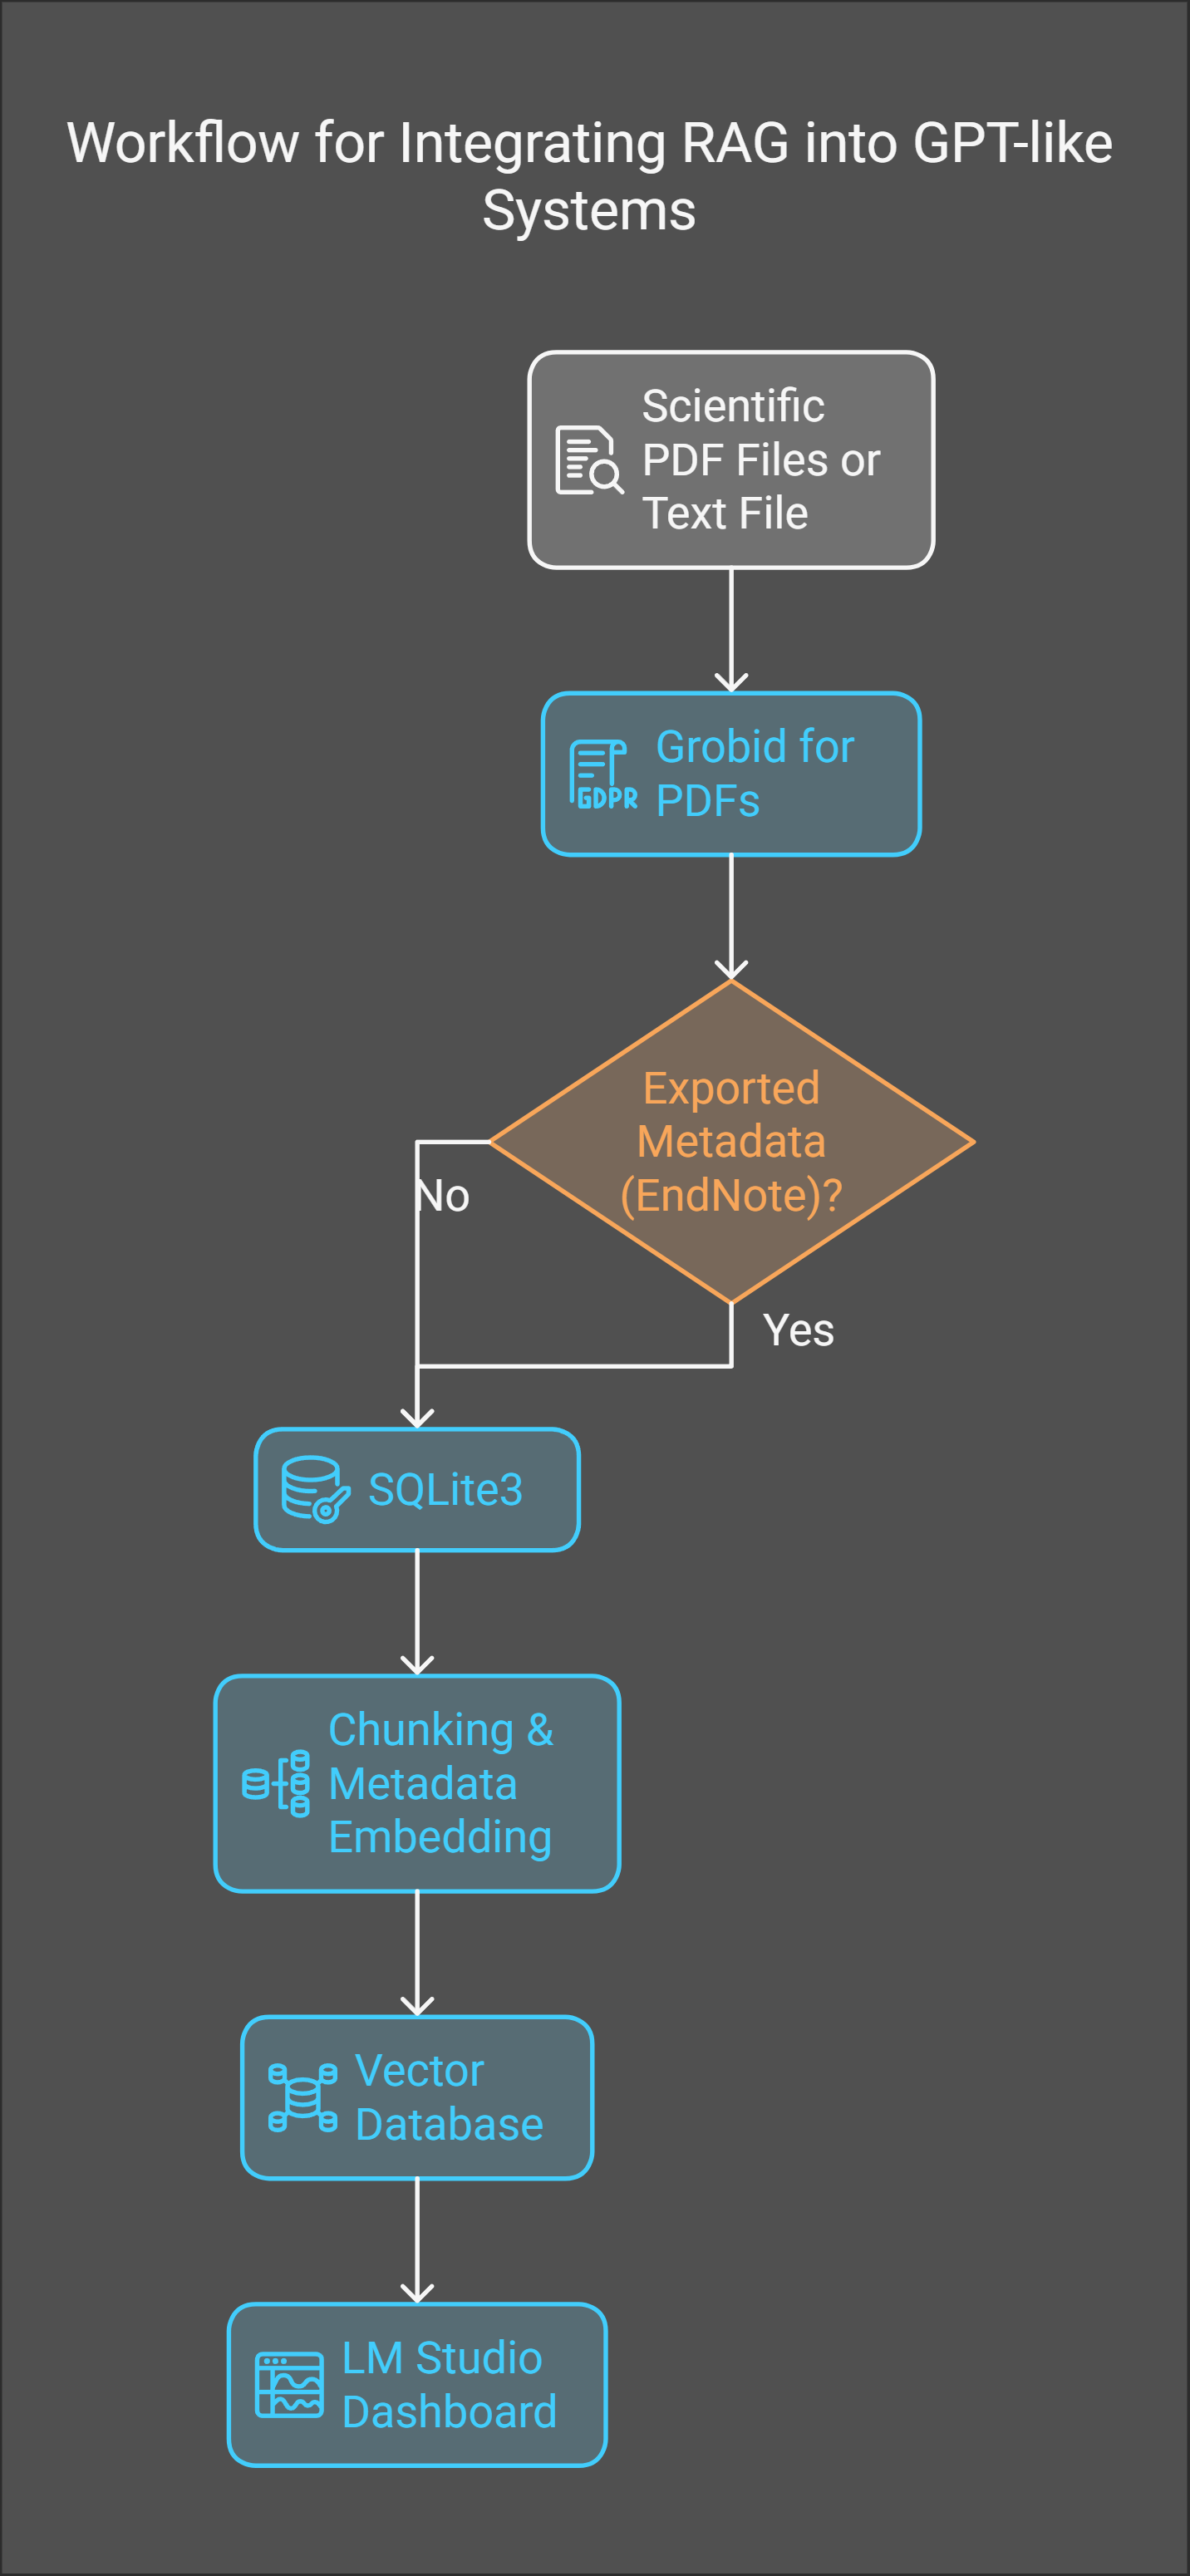 Workflow for Integrating RAG into GPT-like
Systems
Scientific
PDF Files or
Text File
Grobid for
PDFs
GDPR
Exported
Metadata
(EndNote)?
No
Yes
SQLite3
Chunking &
Metadata
Embedding
Vector
Database
LM Studio
Dashboard